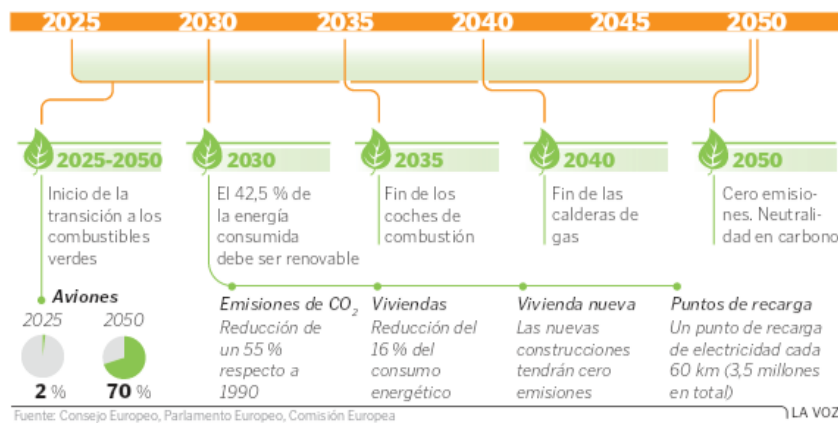 2025 2030 2035 2040 2045 2050
2025-2050
Inicio de la
transición a los
combustibles
verdes
Aviones
2025 2050
2 % 70 %
2030
El 42,5 % de
la energía
consumida
debe ser renovable
Emisiones de CO₂
Reducción de
un 55 %
respecto a
1990
Viviendas
Reducción del
16 % del
consumo
energético
Vivienda nueva
Las nuevas
construcciones
tendrán cero
emisiones
Puntos de recarga
Un punto de recarga
de electricidad cada
60 km (3,5 millones
en total)
2035
Fin de los
coches de
combustión
2040
Fin de las
calderas de
gas
2050
Cero emisio-
nes. Neutrali-
dad en carbono
Fuente: Consejo Europeo, Parlamento Europeo, Comisión Europea
LA VOZ